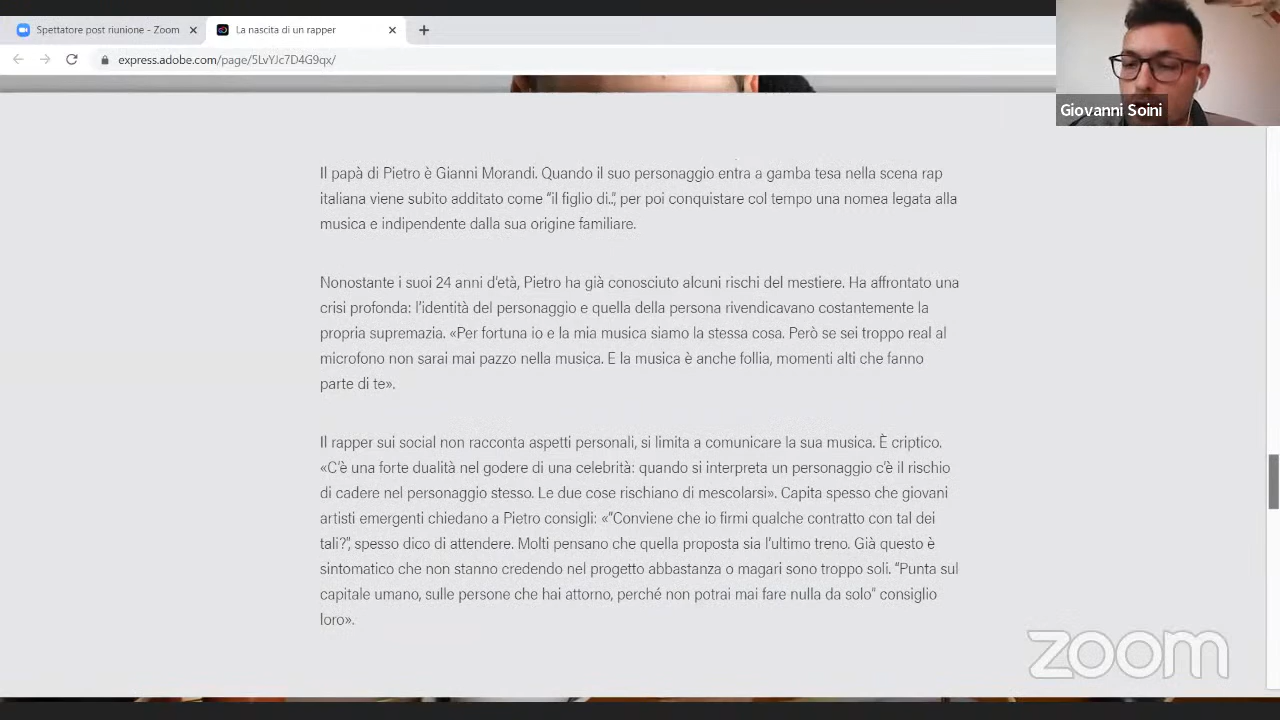 Spettatore post riunione - Zoom
La nascita di un rapper
express.adobe.com/page/5LvYJc7D4G9qx/
Giovanni Soini
Il papà di Pietro è Gianni Morandi. Quando il suo personaggio entra a gamba tesa nella scena rap
italiana viene subito additato come “il figlio di..”, per poi conquistare col tempo una nomea legata alla
musica e indipendente dalla sua origine familiare.
Nonostante i suoi 24 anni d'età, Pietro ha già conosciuto alcuni rischi del mestiere. Ha affrontato una
crisi profonda: l’identità del personaggio e quella della persona rivendicavano costantemente la
propria supremazia. «Per fortuna io e la mia musica siamo la stessa cosa. Però se sei troppo real al
microfono non sarai mai pazzo nella musica. E la musica è anche follia, momenti alti che fanno
parte di te».
Il rapper sui social non racconta aspetti personali, si limita a comunicare la sua musica. È criptico.
«C’è una forte dualità nel godere di una celebrità: quando si interpreta un personaggio c’è il rischio
di cadere nel personaggio stesso. Le due cose rischiano di mescolarsi». Capita spesso che giovani
artisti emergenti chiedano a Pietro consigli: «“Conviene che io firmi qualche contratto con tal dei
tali?”, spesso dico di attendere. Molti pensano che quella proposta sia l’ultimo treno. Già questo è
sintomatico che non stanno credendo nel progetto abbastanza o magari sono troppo soli. “Punta sul
capitale umano, sulle persone che hai attorno, perché non potrai mai fare nulla da solo” consiglio
loro».
zoom